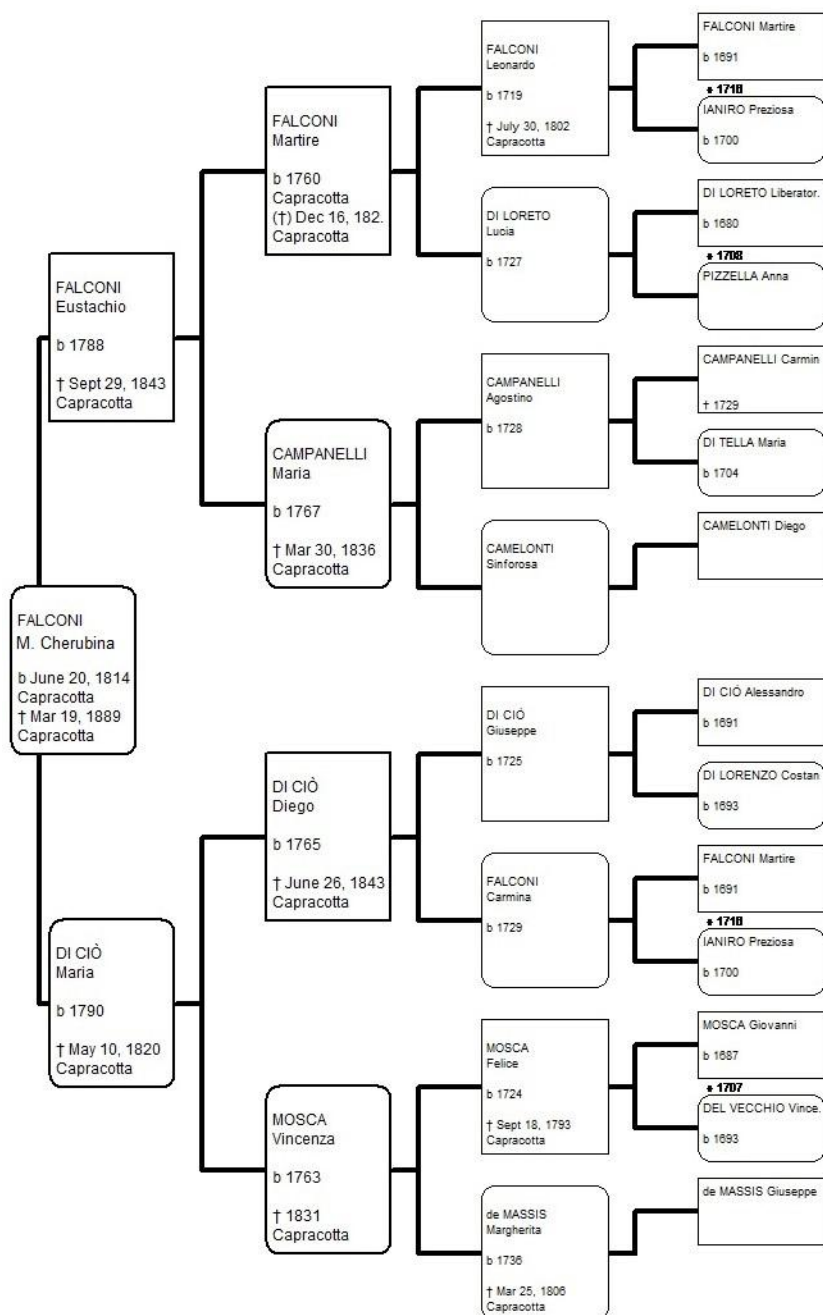 FALCONI
M. Cherubina
b June 20, 1814
Capracotta
† Mar 19, 1889
Capracotta
FALCONI
Eustachio
b 1788
† Sept 29, 1843
Capracotta
DI CIÒ
Maria
b 1790
† May 10, 1820
Capracotta
FALCONI
Martire
b 1760
Capracotta
(†) Dec 16, 182.
Capracotta
CAMPANELLI
Maria
b 1767
† Mar 30, 1836
Capracotta
DI CIÒ
Diego
b 1765
† June 26, 1843
Capracotta
MOSCA
Vincenza
b 1763
† 1831
Capracotta
FALCONI
Leonardo
b 1719
† July 30, 1802
Capracotta
DI LORETO
Lucia
b 1727
CAMPANELLI
Agostino
b 1728
CAMELONTI
Sinforosa
DI CIÒ
Giuseppe
b 1725
FALCONI
Carmina
b 1729
MOSCA
Felice
b 1724
† Sept 18, 1793
Capracotta
de MASSIS
Margherita
b 1736
† Mar 25, 1806
Capracotta
FALCONI Martire
b 1691
• 1718
IANIRO Preziosa
b 1700
DI LORETO Liberator.
b 1680
• 1708
PIZZELLA Anna
CAMPANELLI Carmin
† 1729
DI TELLA Maria
b 1704
CAMELONTI Diego
DI CIÒ Alessandro
b 1691
DI LORENZO Costan
b 1693
FALCONI Martire
b 1691
• 1718
IANIRO Preziosa
b 1700
MOSCA Giovanni
b 1687
• 1707
DEL VECCHIO Vince.
b 1693
de MASSIS Giuseppe